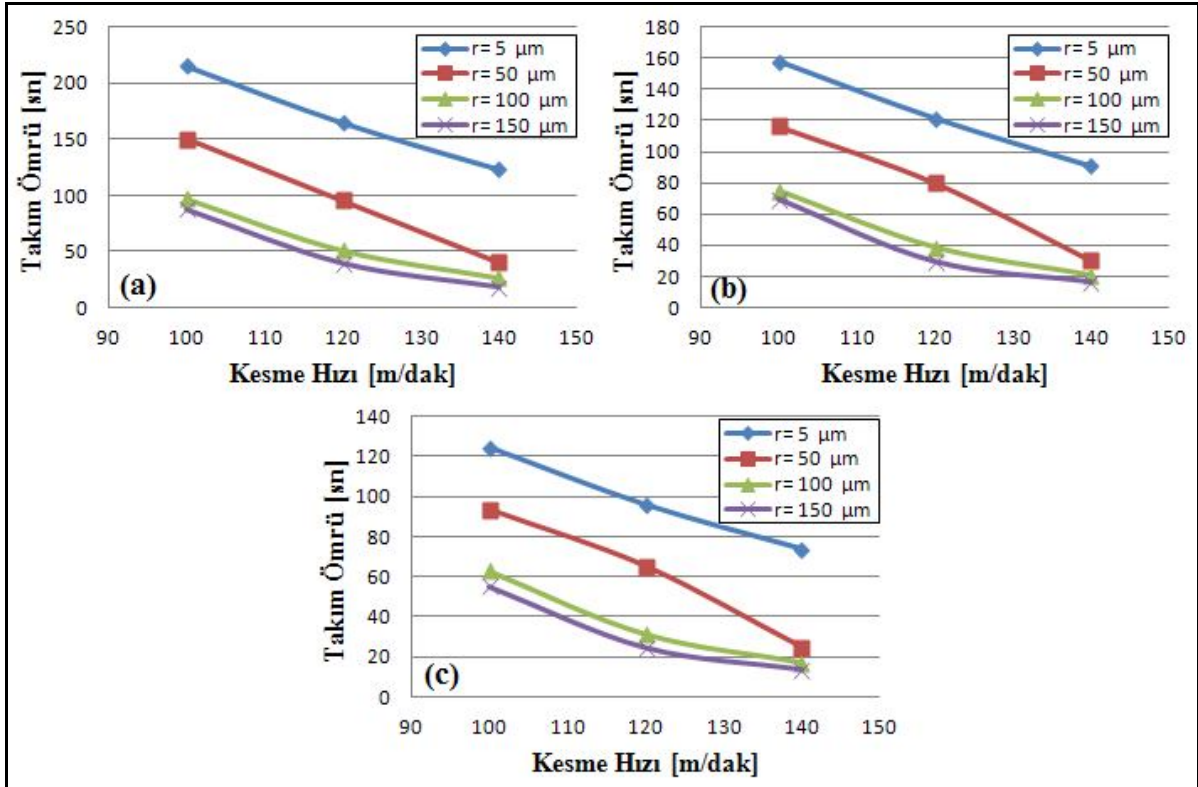 250
200
150
100
50
0
Takım Ömrü [sn]
r= 5 µm
r= 50 µm
r= 100 µm
r= 150 µm
(a)
90 100 110 120 130 140 150
Kesme Hızı [m/dak]
180
160
140
120
100
80
60
40
20
0
Takım Ömrü [sn]
r= 5 µm
r= 50 µm
r= 100 µm
r= 150 µm
(b)
90 100 110 120 130 140 150
Kesme Hızı [m/dak]
140
120
100
80
60
40
20
0
Takım Ömrü [sn]
r= 5 µm
r= 50 µm
r= 100 µm
r= 150 µm
(c)
90 100 110 120 130 140 150
Kesme Hızı [m/dak]